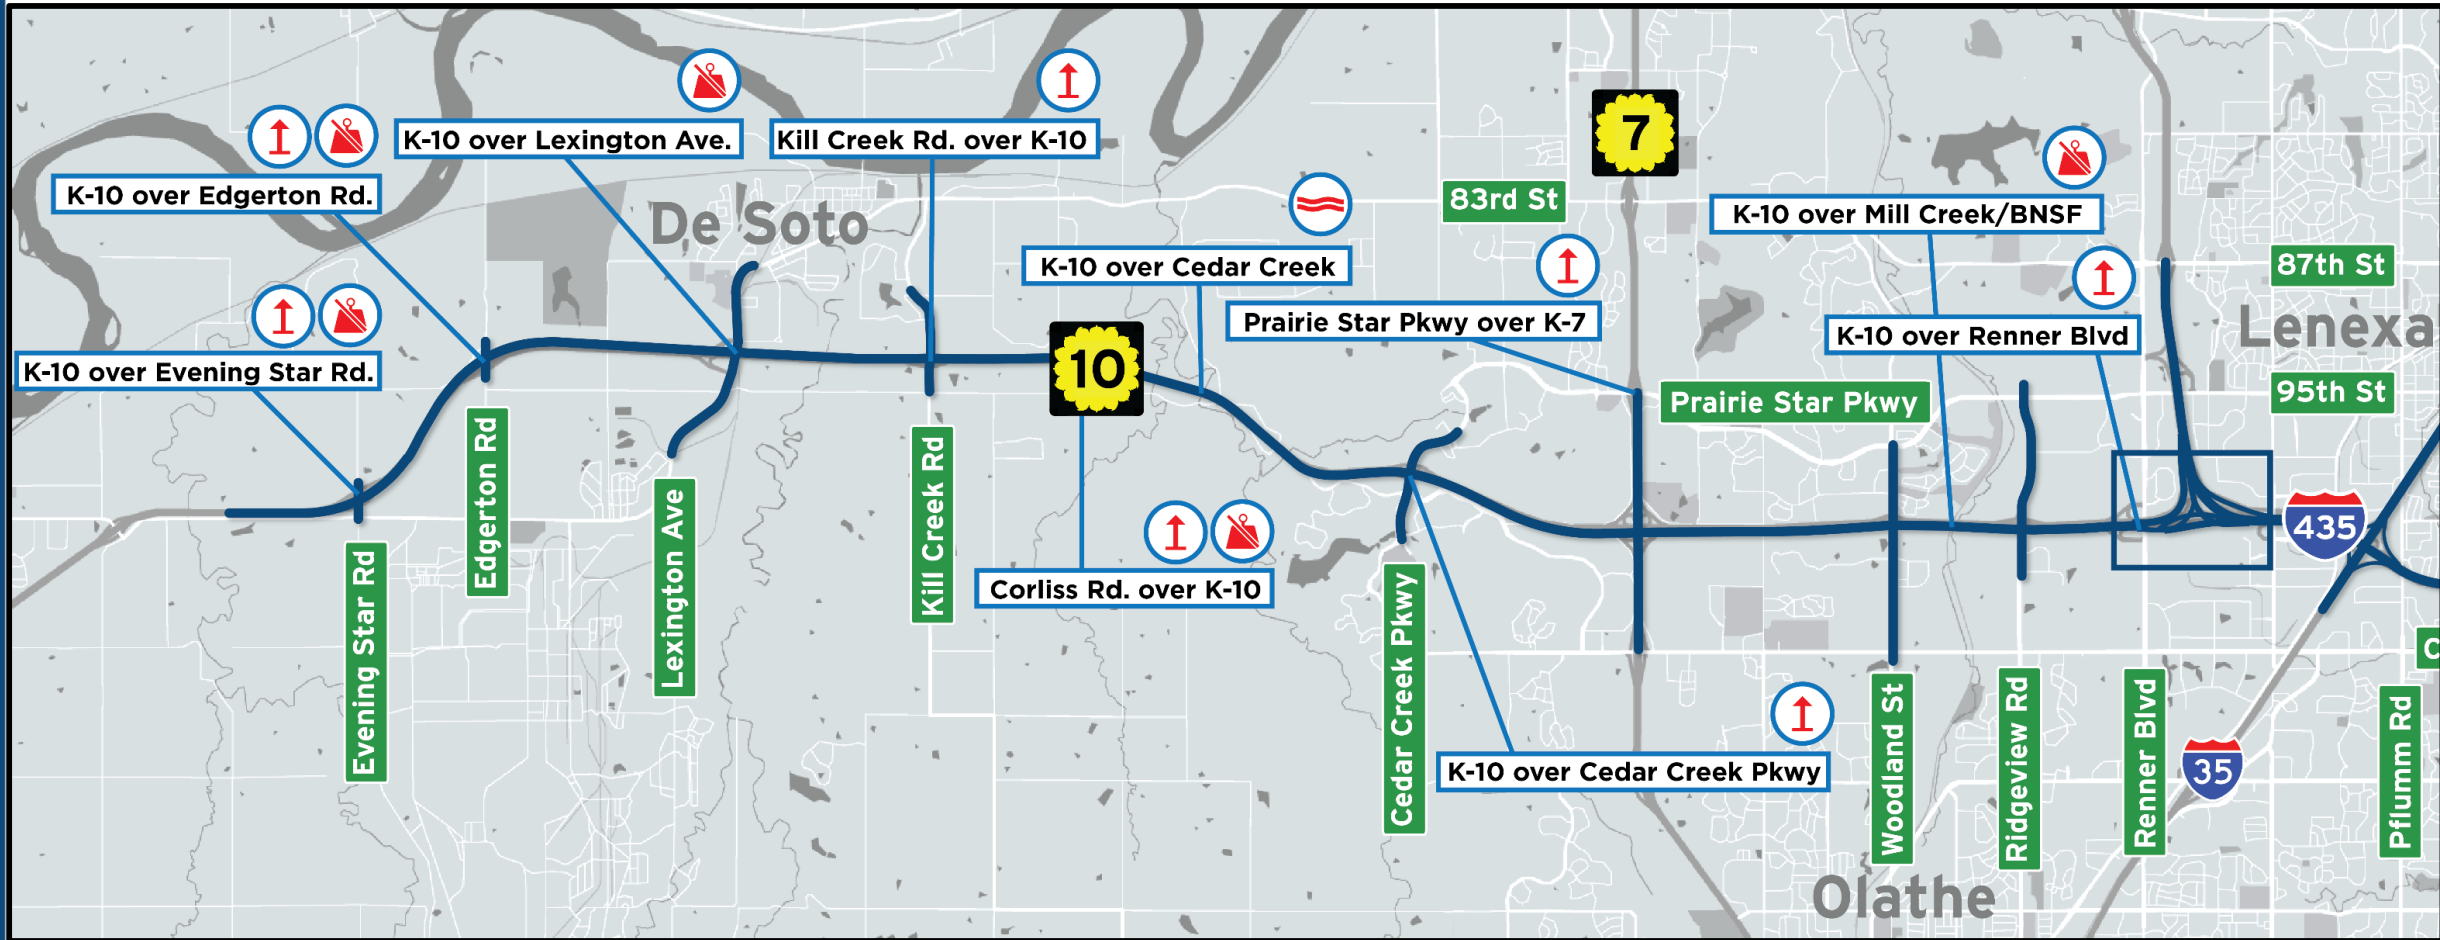 K-10 over Lexington Ave.
Kill Creek Rd. over K-10
7
K-10 over Edgerton Rd.
De Soto
83rd St
K-10 over Mill Creek/BNSF
K-10 over Cedar Creek
87th St
Prairie Star Pkwy over K-7
K-10 over Renner Blvd
Lenexa
K-10 over Evening Star Rd.
10
95th St
Prairie Star Pkwy
Edgerton Rd
Kill Creek Rd
435
Lexington Ave
Corliss Rd. over K-10
Evening Star Rd
Cedar Creek Pkwy
C
K-10 over Cedar Creek Pkwy
Woodland St
Ridgeview Rd
Renner Blvd
35
Pflumm Rd
Olathe